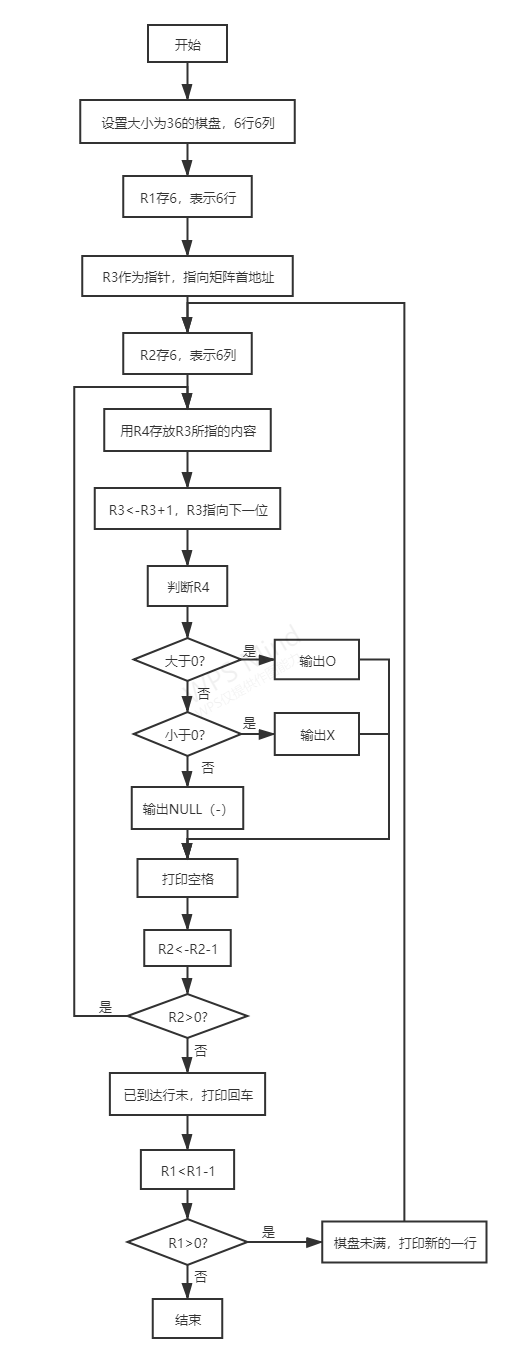 开始
设置大小为36的棋盘，6行6列
R1存6，表示6行
R3作为指针，指向矩阵首地址
R2存6，表示6列
用R4存放R3所指的内容
R3<-R3+1，R3指向下一位
判断R4
大于0?
是
输出O
否
小于0?
是
输出X
否
输出NULL（-）
打印空格
R2<-R2-1
R2>0?
是
否
已到达行末，打印回车
R1<R1-1
R1>0?
是
棋盘未满，打印新的一行
否
结束
WPS Mind